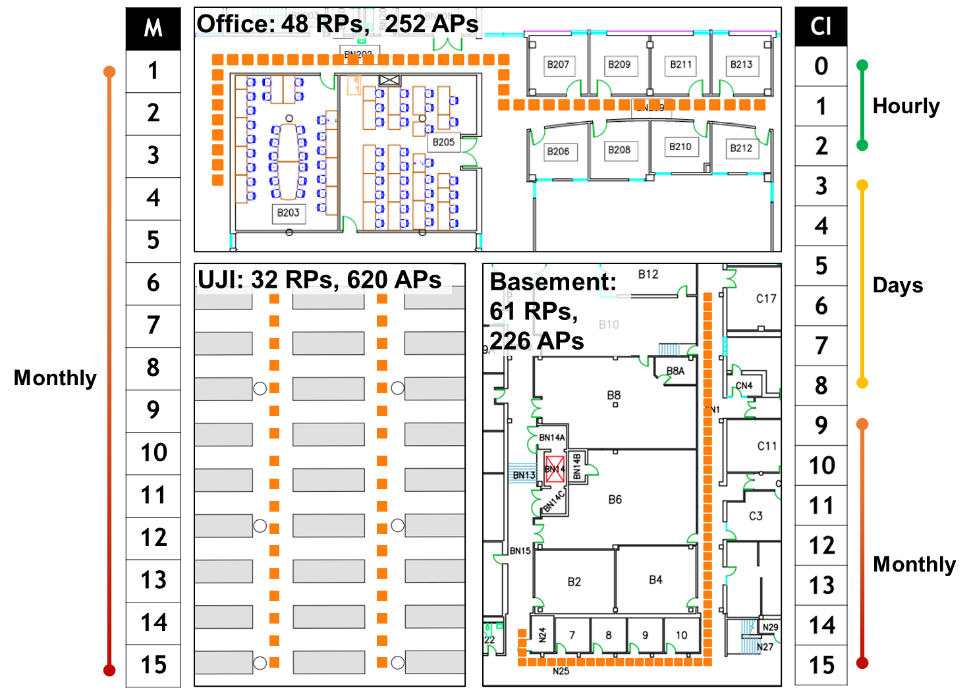 M
1
2
3
4
5
6
7
8
9
10
11
12
13
14
15
Monthly
Office: 48 RPs, 252 APs
B207
B209
B211
B213
B205
B203
B206
B208
B210
B212
UJI: 32 RPs, 620 APs
Basement:
61 RPs,
226 APs
B12
B10
C17
B8A
CN4
B8
BN14A
C11
BN14
BN14B
BN13
BN14C
B6
C3
BN15
B2
B4
N24
7
8
9
10
N29
N27
22
N25
CI
0
1
2
3
4
5
6
7
8
9
10
11
12
13
14
15
Hourly
Days
Monthly